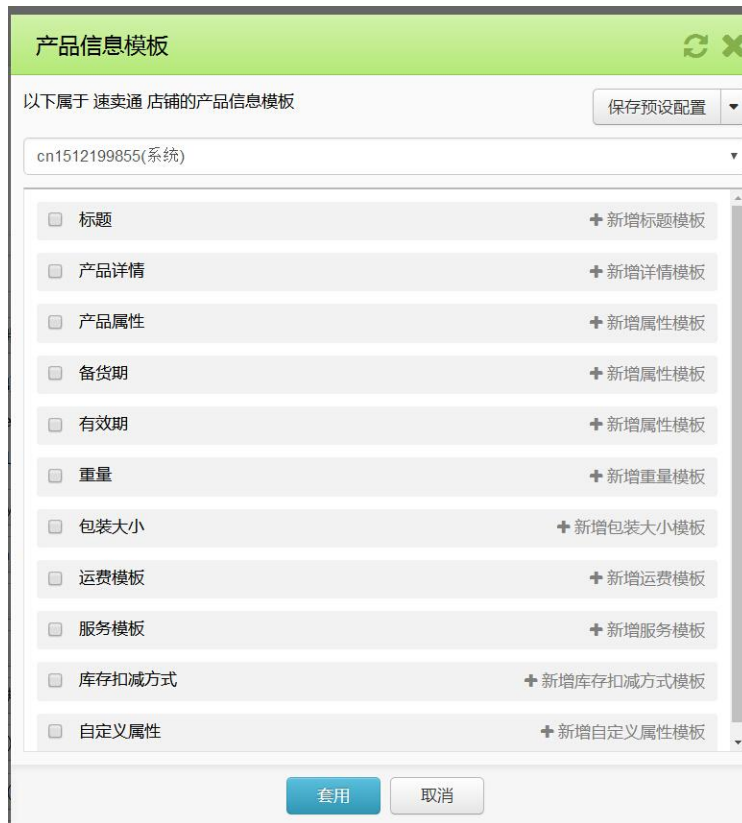 产品信息模板
以下属于 速卖通 店铺的产品信息模板
保存预设配置
cn1512199855(系统)
标题 新增标题模板
产品详情 新增详情模板
产品属性 新增属性模板
备货期 新增属性模板
有效期 新增属性模板
重量 新增重量模板
包装大小 新增包装大小模板
运费模板 新增运费模板
服务模板 新增服务模板
库存扣减方式 新增库存扣减方式模板
自定义属性 新增自定义属性模板
套用 取消